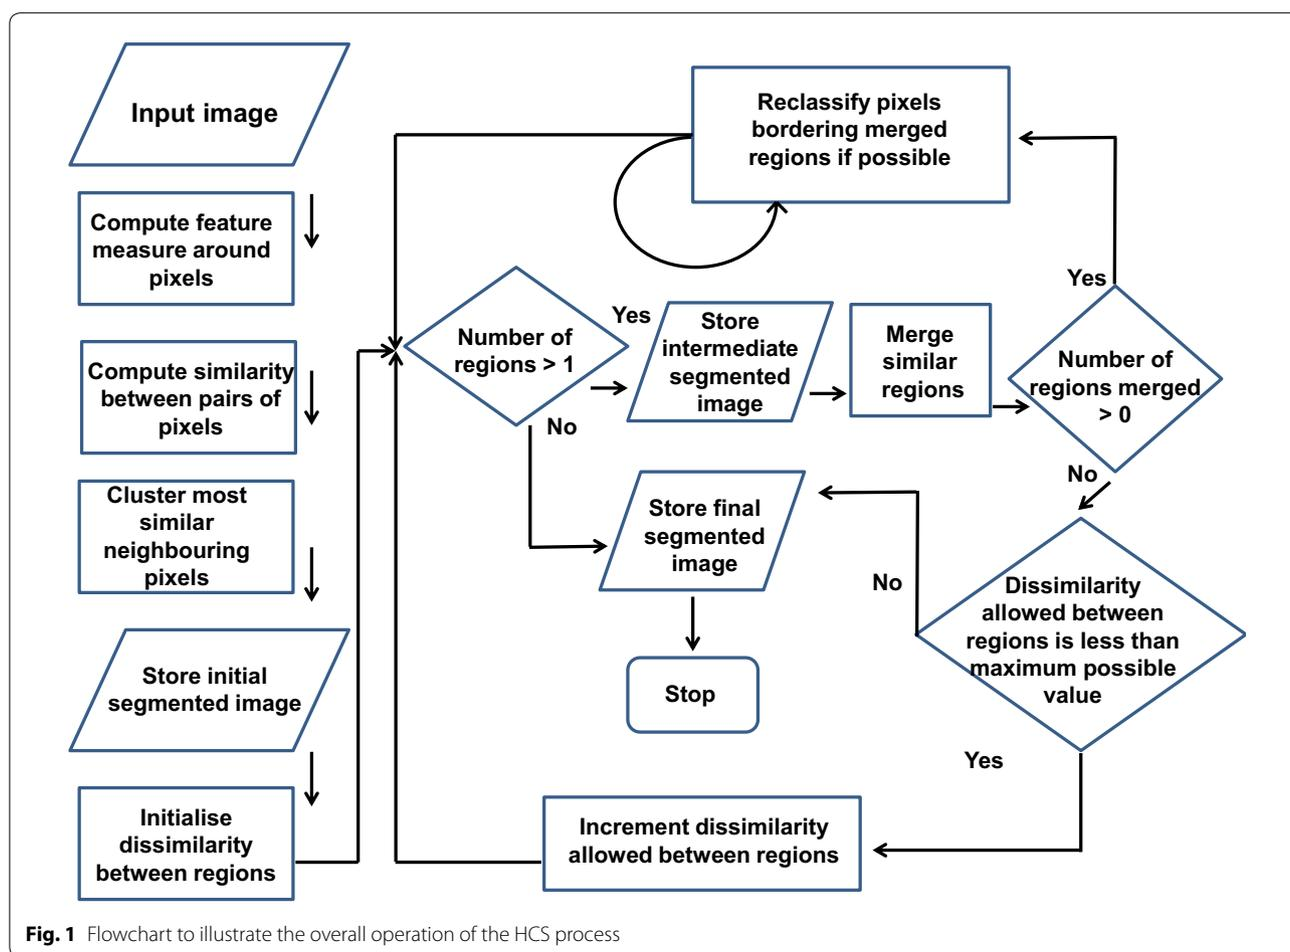 Input image
Compute feature
measure around
pixels
Compute similarity
between pairs of
pixels
Cluster most
similar
neighbouring
pixels
Store initial
segmented image
Initialise
dissimilarity
between regions
Reclassify pixels
bordering merged
regions if possible
Number of
regions > 1
Yes
No
Store
intermediate
segmented
image
Merge
similar
regions
Yes
Number of
regions merged
> 0
No
Store final
segmented
image
Stop
No
Dissimilarity
allowed between
regions is less than
maximum possible
value
Yes
Increment dissimilarity
allowed between regions
Fig. 1 Flowchart to illustrate the overall operation of the HCS process